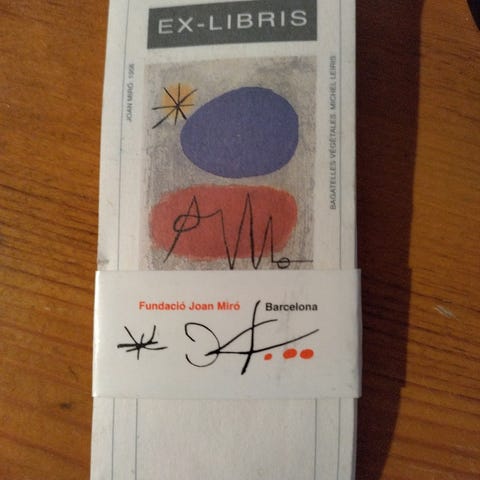 EX-LIBRIS
JOAN MIRÓ. 1956
BAGATELLES VÉGÉTALES. MICHEL LEIRIS
Fundació Joan Miró Barcelona